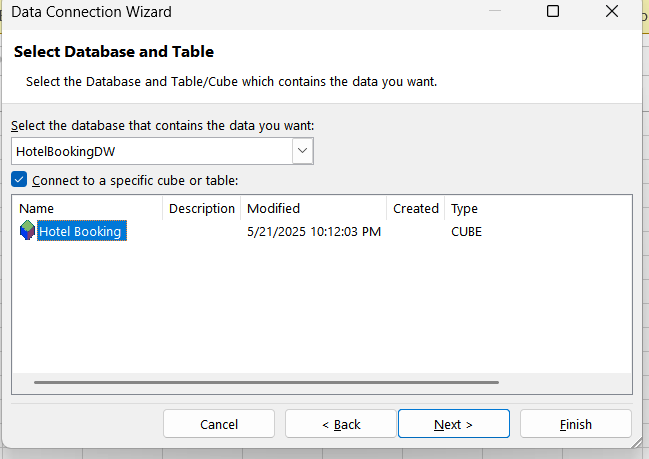 Data Connection Wizard
Select Database and Table
Select the Database and Table/Cube which contains the data you want.
Select the database that contains the data you want:
HotelBookingDW
Connect to a specific cube or table:
Name Description Modified Created Type
Hotel Booking 5/21/2025 10:12:03 PM CUBE
Cancel < Back Next > Finish